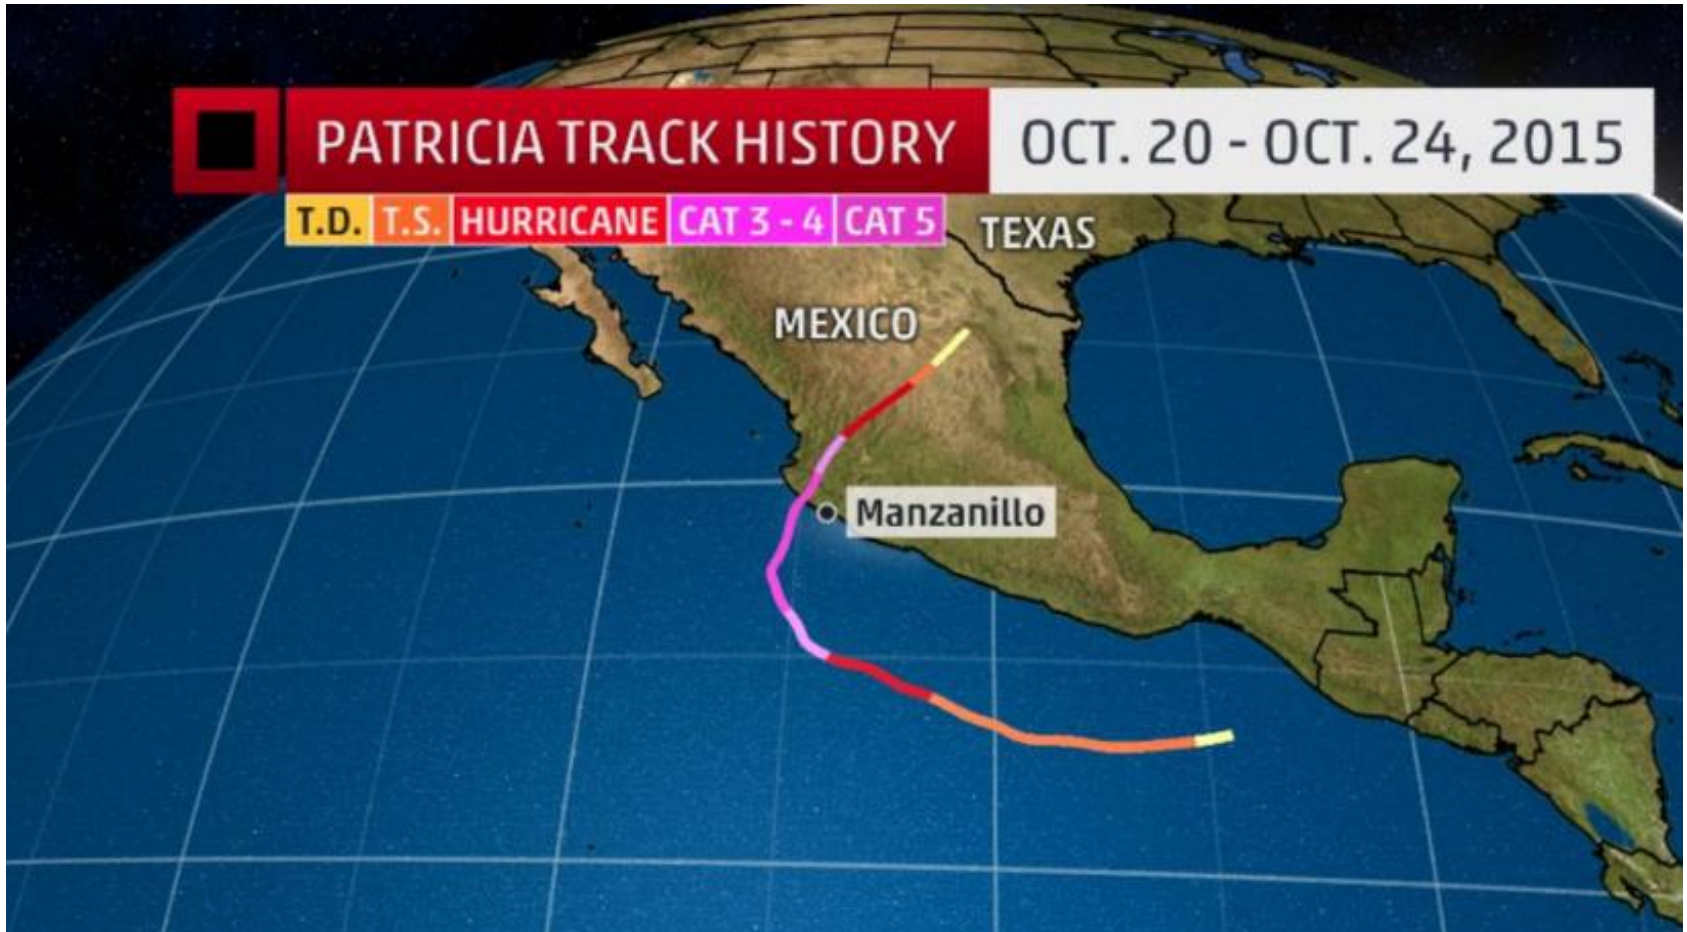 PATRICIA TRACK HISTORY OCT. 20 - OCT. 24, 2015
T.D. T.S. HURRICANE CAT 3 - 4 CAT 5
TEXAS
MEXICO
Manzanillo